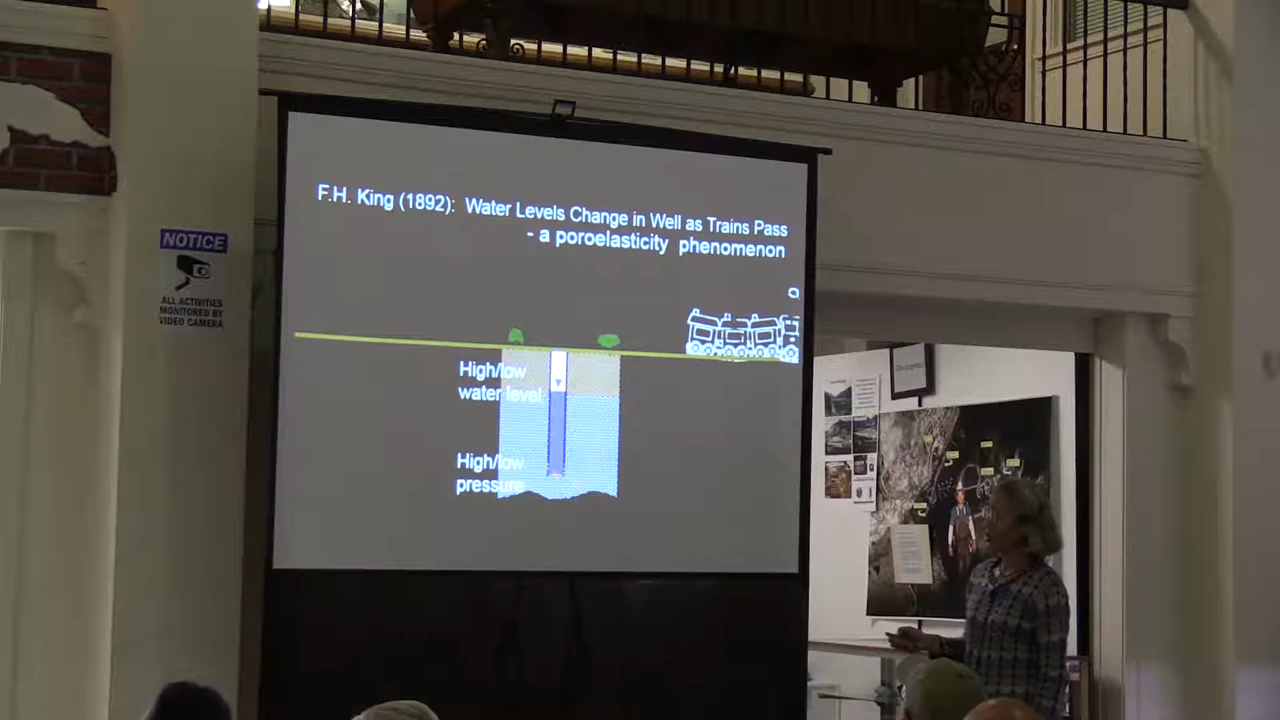 F.H. King (1892): Water Levels Change in Well as Trains Pass
- a poroelasticity phenomenon
High/low
water level
High/low
pressure
NOTICE
ALL ACTIVITIES
MONITORED BY
VIDEO CAMERA